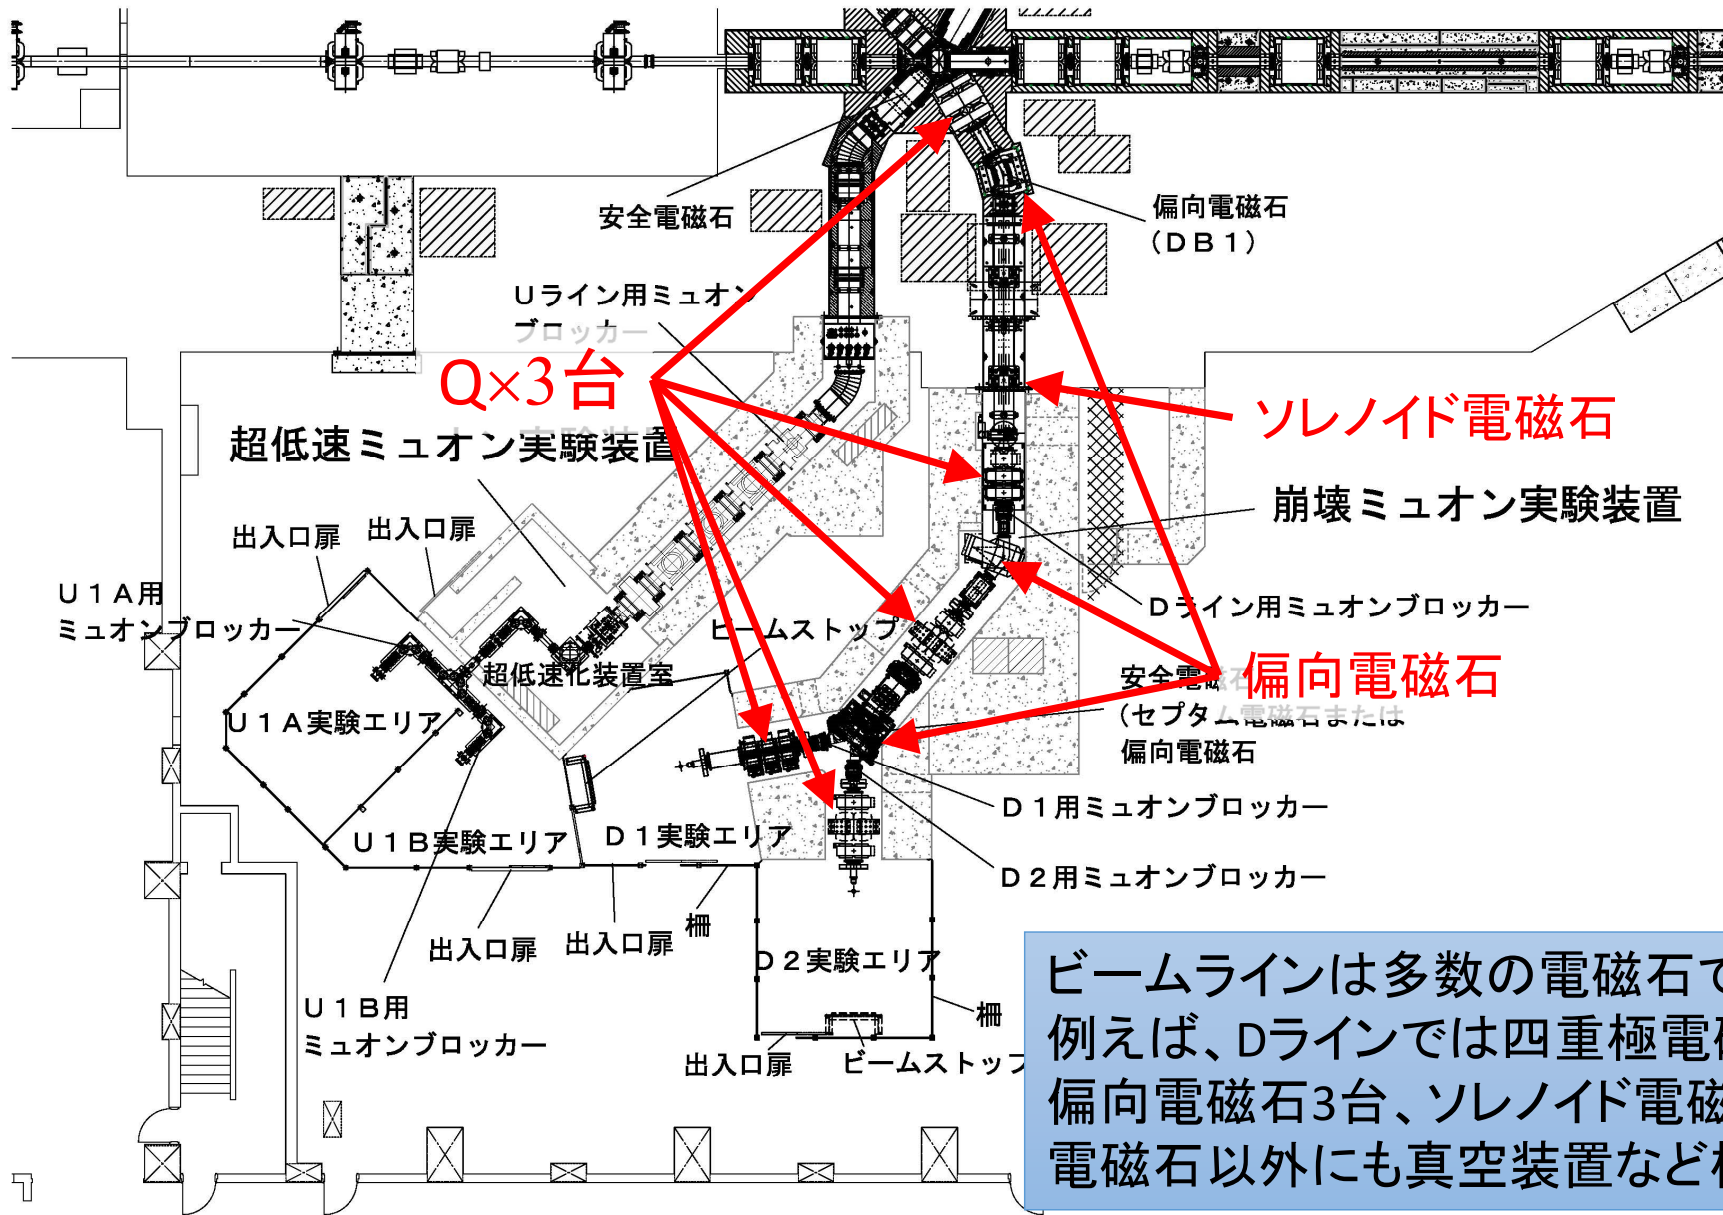 安全電磁石
偏向電磁石
(ＤＢ１)
Ｕライン用ミュオン
ブロッカー
Q×3台
ソレノイド電磁石
超低速ミュオン実験装置
崩壊ミュオン実験装置
出入口扉
出入口扉
Ｕ１Ａ用
ミュオンブロッカー
Ｄライン用ミュオンブロッカー
ビームストップ
超低速化装置室
偏向電磁石
安全電磁石
(セプタム電磁石または
偏向電磁石
Ｕ１Ａ実験エリア
Ｕ１Ｂ実験エリア
Ｄ１実験エリア
Ｄ１用ミュオンブロッカー
Ｄ２用ミュオンブロッカー
出入口扉
出入口扉
柵
Ｄ２実験エリア
柵
Ｕ１Ｂ用
ミュオンブロッカー
出入口扉
ビームストップ
ビームラインは多数の電磁石で
例えば、Dラインでは四重極電磁
偏向電磁石3台、ソレノイド電磁
電磁石以外にも真空装置など